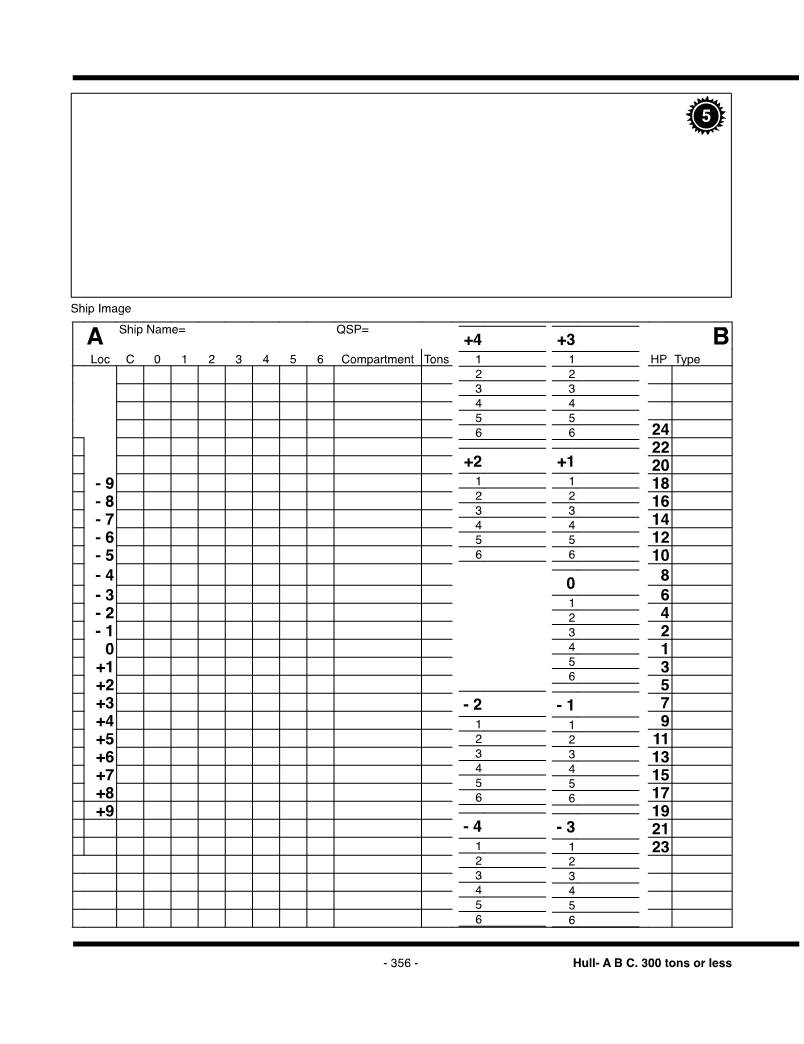 5
Ship Image
A Ship Name= QSP= +4 +3 B
Loc C 0 1 2 3 4 5 6 Compartment Tons 1 1 HP Type
2 2
3 3
4 4
5 5
6 6 24
22
+2 +1 20
- 9 1 1 18
- 8 2 2 16
- 7 3 3 14
4 4
- 6 5 5 12
- 5 6 6 10
- 4 0 8
- 3 1 6
- 2 2 4
- 1 3 2
0 4 1
+1 5 3
+2 6 5
+3 - 2 - 1 7
+4 1 1 9
+5 2 2 11
+6 3 3 13
+7 4 4 15
+8 5 5 17
6 6
+9 19
- 4 - 3 21
1 1 23
2 2
3 3
4 4
5 5
6 6
- 356 - Hull- A B C. 300 tons or less